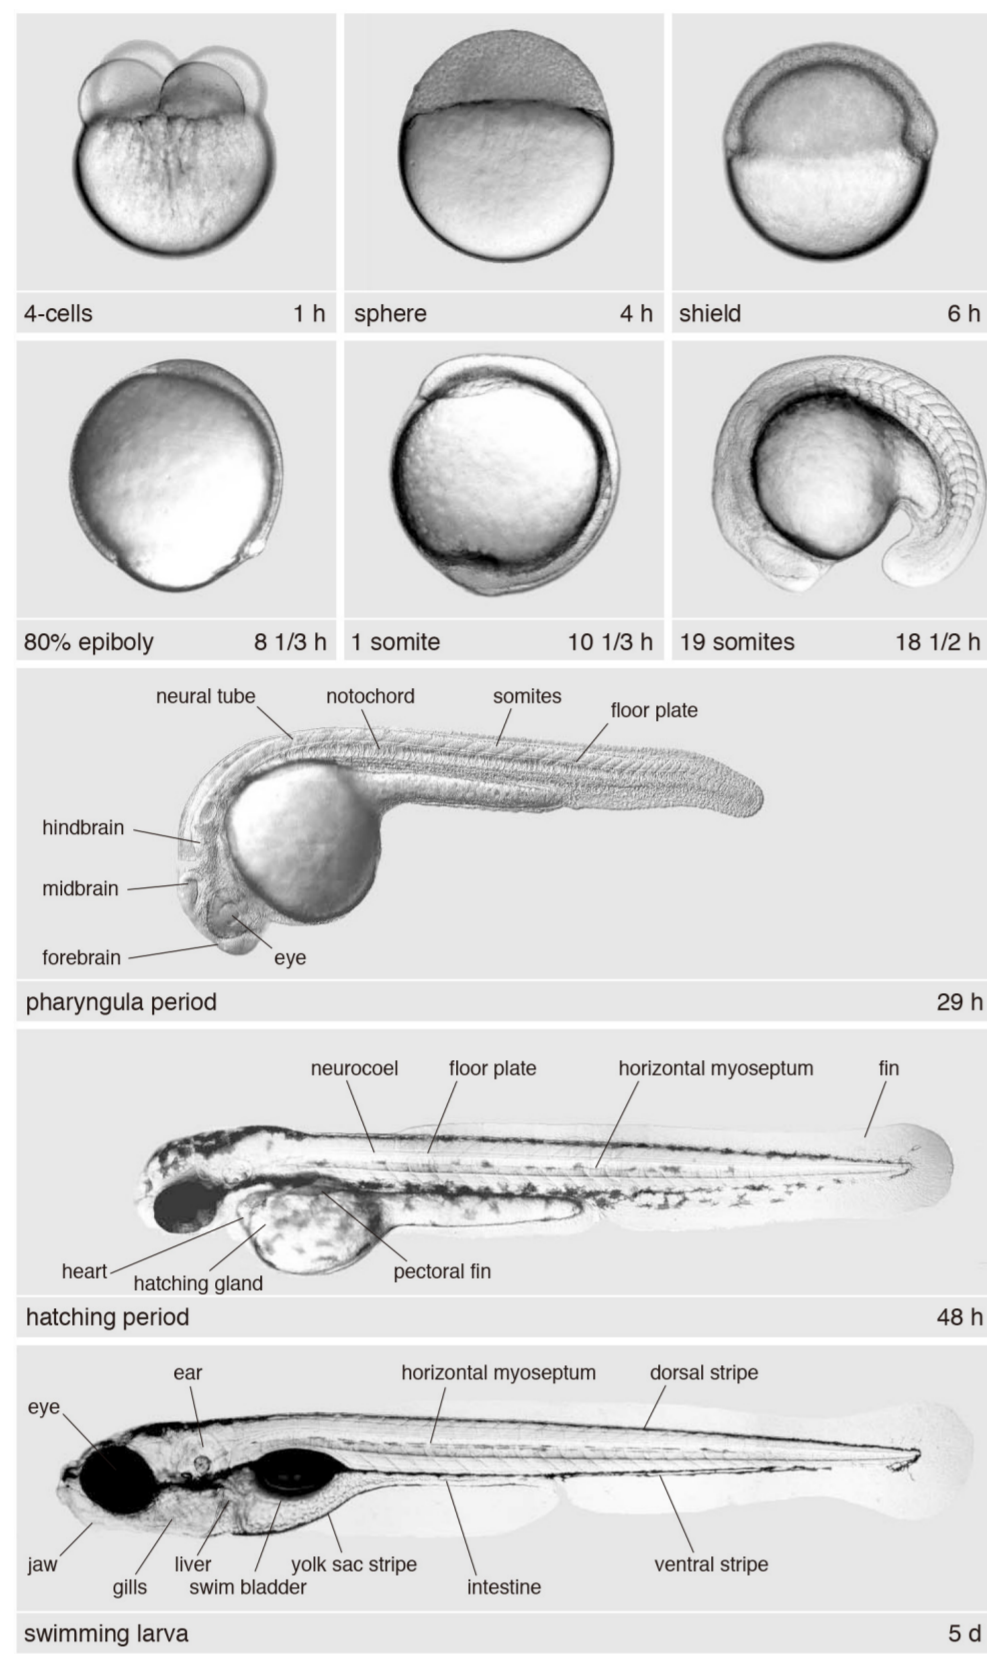 4-cells 1 h
sphere 4 h
shield 6 h
80% epiboly 8 1/3 h
1 somite 10 1/3 h
19 somites 18 1/2 h
neural tube
notochord
somites
floor plate
hindbrain
midbrain
forebrain
eye
pharyngula period 29 h
neurocoel
floor plate
horizontal myoseptum
fin
heart
hatching gland
pectoral fin
hatching period 48 h
ear
horizontal myoseptum
dorsal stripe
eye
jaw
gills
liver
swim bladder
yolk sac stripe
intestine
ventral stripe
swimming larva 5 d